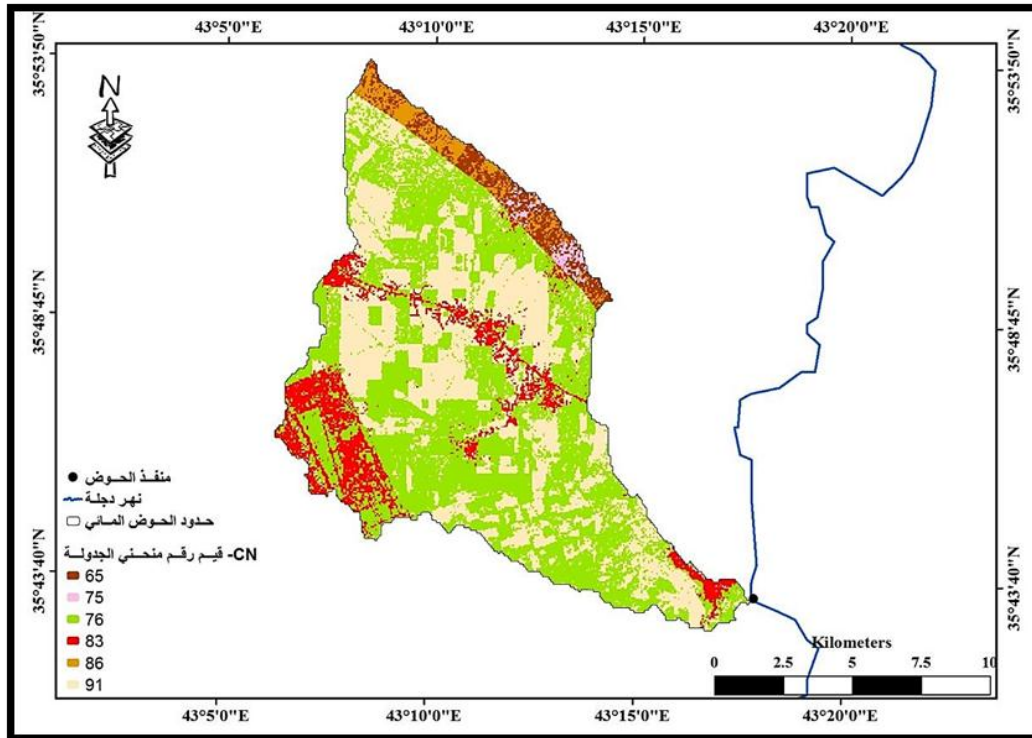 43°5'0"E 43°10'0"E 43°15'0"E 43°20'0"E
35°53'50"N 35°53'50"N
N
35°48'45"N 35°48'45"N
منفذ الحوض
نهر دجلة
حدود الحوض المائي
CN- قيم رقم منحني الجدولة
65
75
76
83
86
91
35°43'40"N 35°43'40"N
Kilometers
0 2.5 5 7.5 10
43°5'0"E 43°10'0"E 43°15'0"E 43°20'0"E